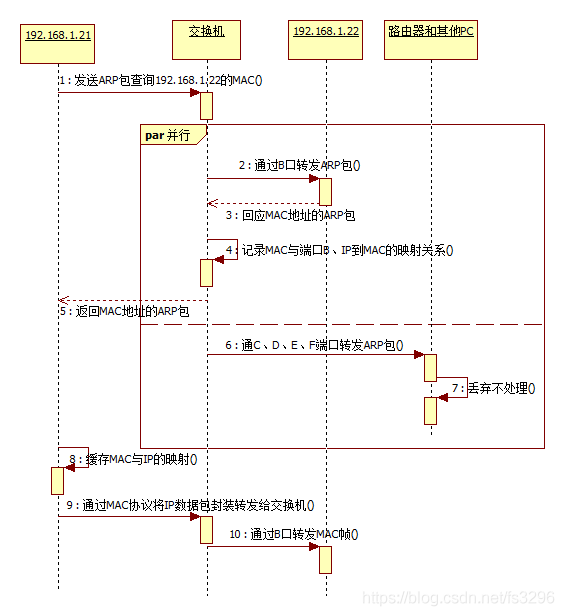 192.168.1.21
交换机
192.168.1.22
路由器和其他PC
1 : 发送ARP包查询192.168.1.22的MAC()
par 并行
2 : 通过B口转发ARP包()
3 : 回应MAC地址的ARP包
4 : 记录MAC与端口B、IP到MAC的映射关系()
5 : 返回MAC地址的ARP包
6 : 通C、D、E、F端口转发ARP包()
7 : 丢弃不处理()
8 : 缓存MAC与IP的映射()
9 : 通过MAC协议将IP数据包封装转发给交换机()
10 : 通过B口转发MAC帧()
https://blog.csdn.net/fs3296